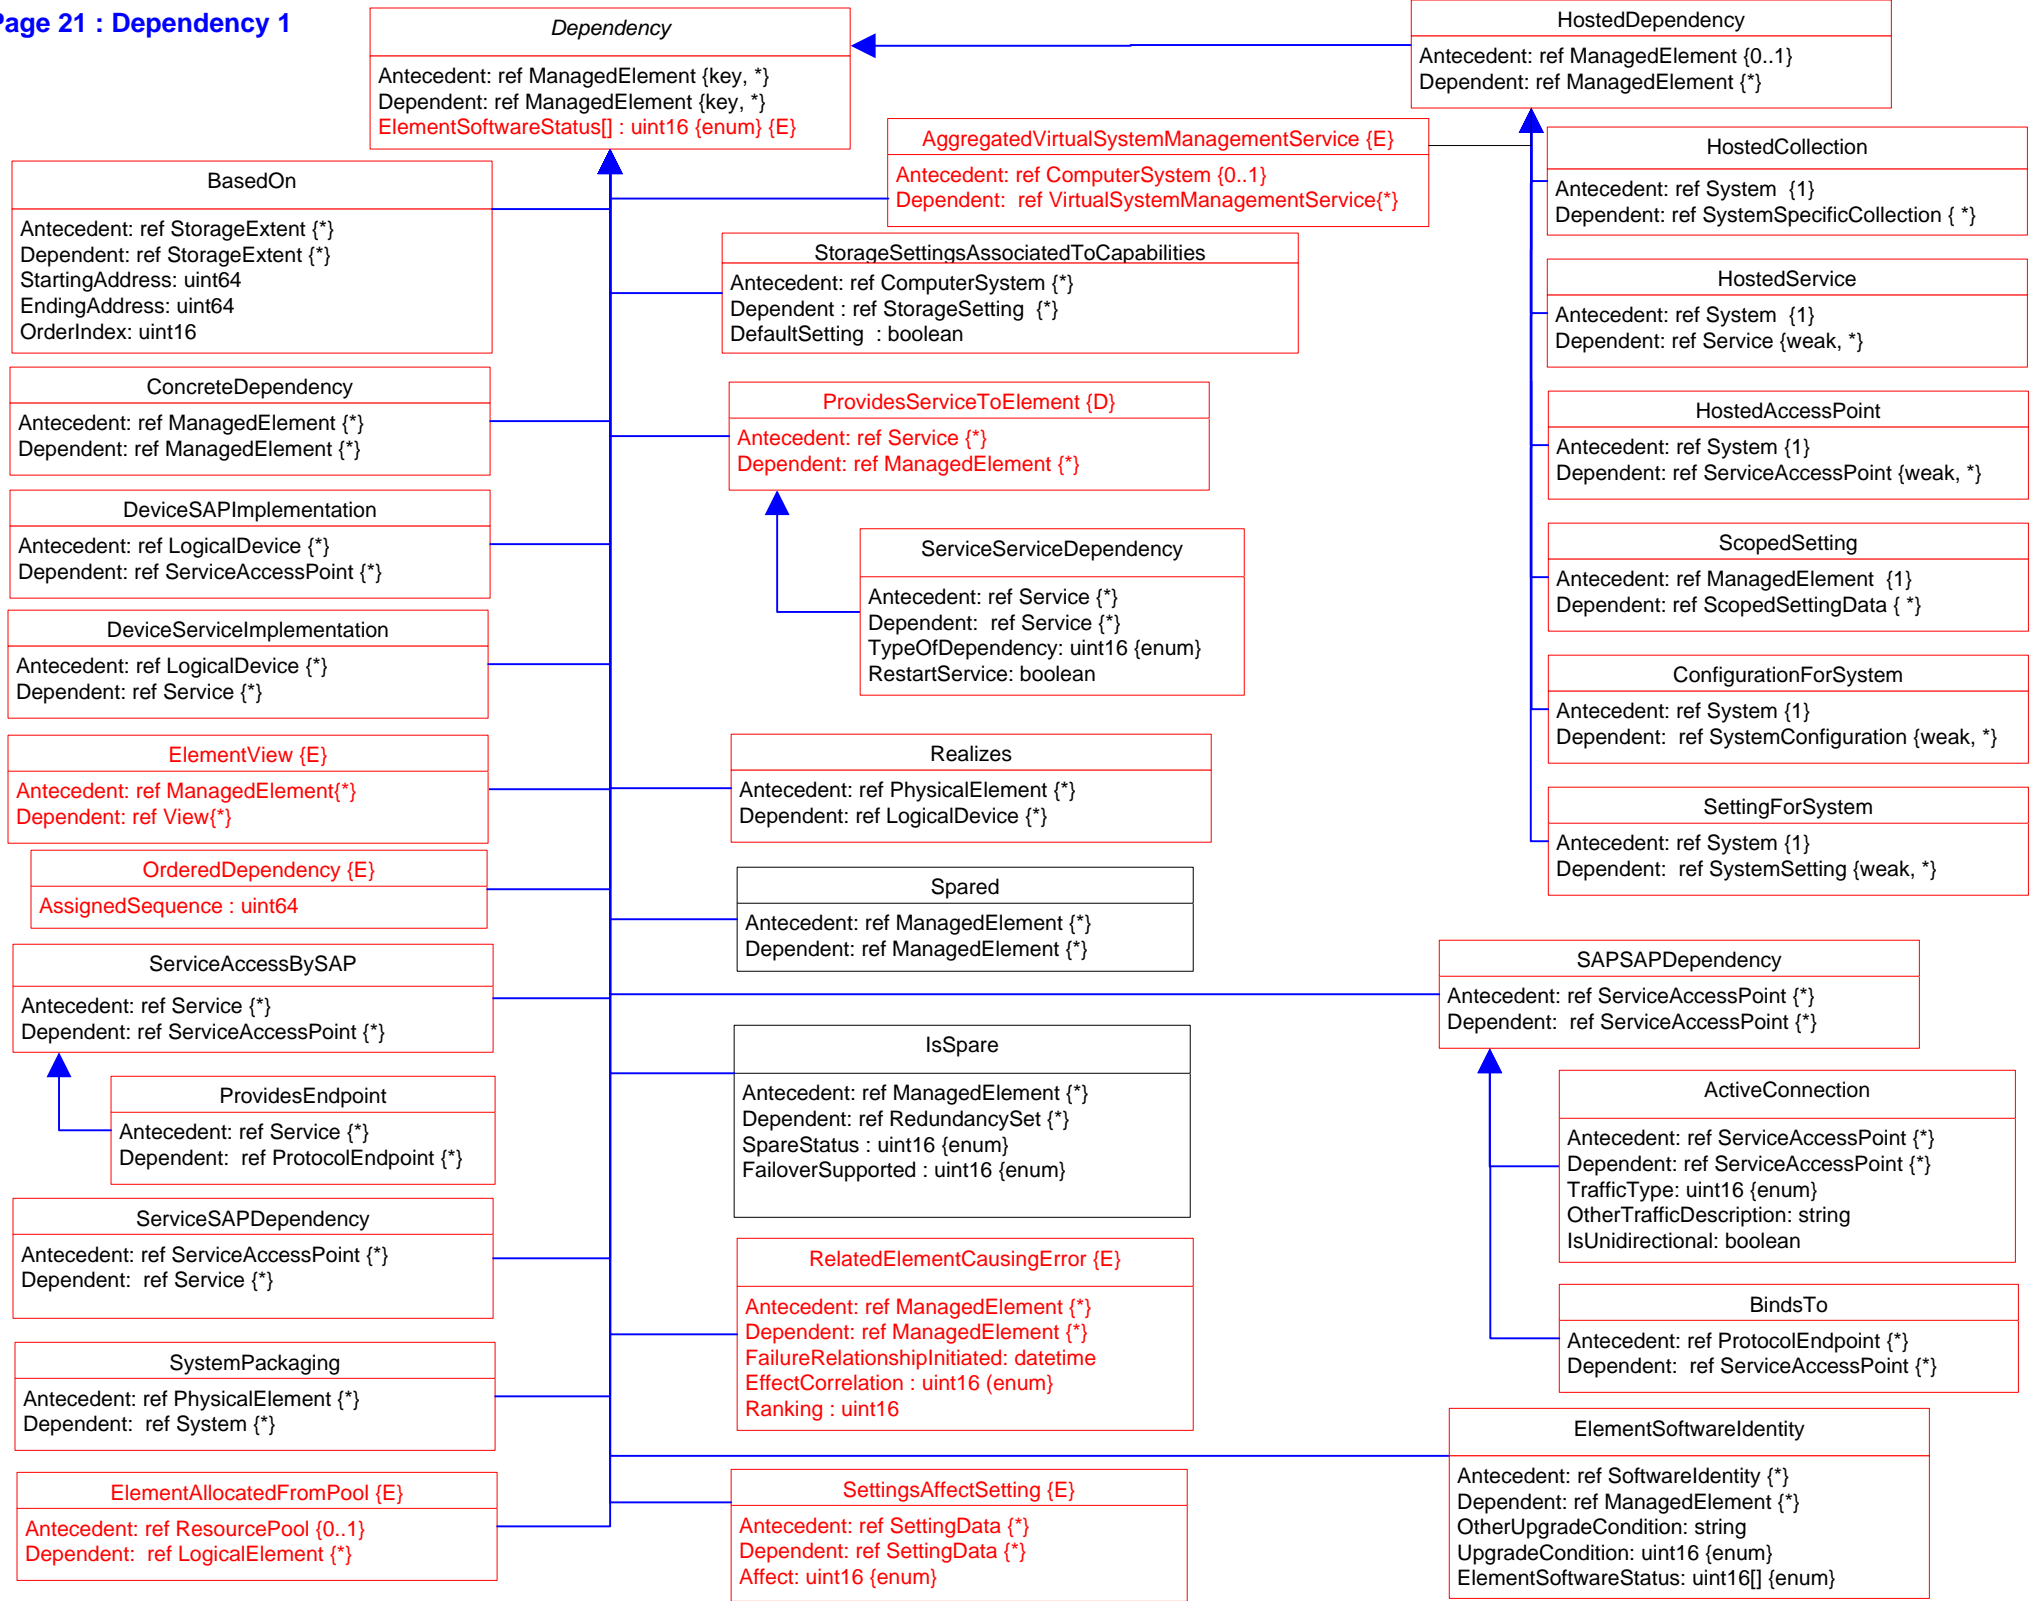 Page 21 : Dependency 1
Dependency
Antecedent: ref ManagedElement {key, *}
Dependent: ref ManagedElement {key, *}
ElementSoftwareStatus[] : uint16 {enum} {E}
HostedDependency
Antecedent: ref ManagedElement {0..1}
Dependent: ref ManagedElement {*}
BasedOn
Antecedent: ref StorageExtent {*}
Dependent: ref StorageExtent {*}
StartingAddress: uint64
EndingAddress: uint64
OrderIndex: uint16
ConcreteDependency
Antecedent: ref ManagedElement {*}
Dependent: ref ManagedElement {*}
DeviceSAPImplementation
Antecedent: ref LogicalDevice {*}
Dependent: ref ServiceAccessPoint {*}
DeviceServiceImplementation
Antecedent: ref LogicalDevice {*}
Dependent: ref Service {*}
ElementView {E}
Antecedent: ref ManagedElement{*}
Dependent: ref View{*}
OrderedDependency {E}
AssignedSequence : uint64
ServiceAccessBySAP
Antecedent: ref Service {*}
Dependent: ref ServiceAccessPoint {*}
ProvidesEndpoint
Antecedent: ref Service {*}
Dependent:  ref ProtocolEndpoint {*}
ServiceSAPDependency
Antecedent: ref ServiceAccessPoint {*}
Dependent:  ref Service {*}
SystemPackaging
Antecedent: ref PhysicalElement {*}
Dependent:  ref System {*}
ElementAllocatedFromPool {E}
Antecedent: ref ResourcePool {0..1}
Dependent:  ref LogicalElement {*}
AggregatedVirtualSystemManagementService {E}
Antecedent: ref ComputerSystem {0..1}
Dependent:  ref VirtualSystemManagementService{*}
StorageSettingsAssociatedToCapabilities
Antecedent: ref ComputerSystem {*}
Dependent : ref StorageSetting  {*}
DefaultSetting  : boolean
ProvidesServiceToElement {D}
Antecedent: ref Service {*}
Dependent: ref ManagedElement {*}
ServiceServiceDependency
Antecedent: ref Service {*}
Dependent:  ref Service {*}
TypeOfDependency: uint16 {enum}
RestartService: boolean
Realizes
Antecedent: ref PhysicalElement {*}
Dependent: ref LogicalDevice {*}
Spared
Antecedent: ref ManagedElement {*}
Dependent: ref ManagedElement {*}
IsSpare
Antecedent: ref ManagedElement {*}
Dependent: ref RedundancySet {*}
SpareStatus : uint16 {enum}
FailoverSupported : uint16 {enum}
RelatedElementCausingError {E}
Antecedent: ref ManagedElement {*}
Dependent: ref ManagedElement {*}
FailureRelationshipInitiated: datetime
EffectCorrelation : uint16 (enum}
Ranking : uint16
SettingsAffectSetting {E}
Antecedent: ref SettingData {*}
Dependent: ref SettingData {*}
Affect: uint16 {enum}
HostedCollection
Antecedent: ref System  {1}
Dependent: ref SystemSpecificCollection { *}
HostedService
Antecedent: ref System  {1}
Dependent: ref Service {weak, *}
HostedAccessPoint
Antecedent: ref System {1}
Dependent: ref ServiceAccessPoint {weak, *}
ScopedSetting
Antecedent: ref ManagedElement  {1}
Dependent: ref ScopedSettingData { *}
ConfigurationForSystem
Antecedent: ref System {1}
Dependent:  ref SystemConfiguration {weak, *}
SettingForSystem
Antecedent: ref System {1}
Dependent:  ref SystemSetting {weak, *}
SAPSAPDependency
Antecedent: ref ServiceAccessPoint {*}
Dependent:  ref ServiceAccessPoint {*}
ActiveConnection
Antecedent: ref ServiceAccessPoint {*}
Dependent: ref ServiceAccessPoint {*}
TrafficType: uint16 {enum}
OtherTrafficDescription: string
IsUnidirectional: boolean
BindsTo
Antecedent: ref ProtocolEndpoint {*}
Dependent:  ref ServiceAccessPoint {*}
ElementSoftwareIdentity
Antecedent: ref SoftwareIdentity {*}
Dependent: ref ManagedElement {*}
OtherUpgradeCondition: string
UpgradeCondition: uint16 {enum}
ElementSoftwareStatus: uint16[] {enum}